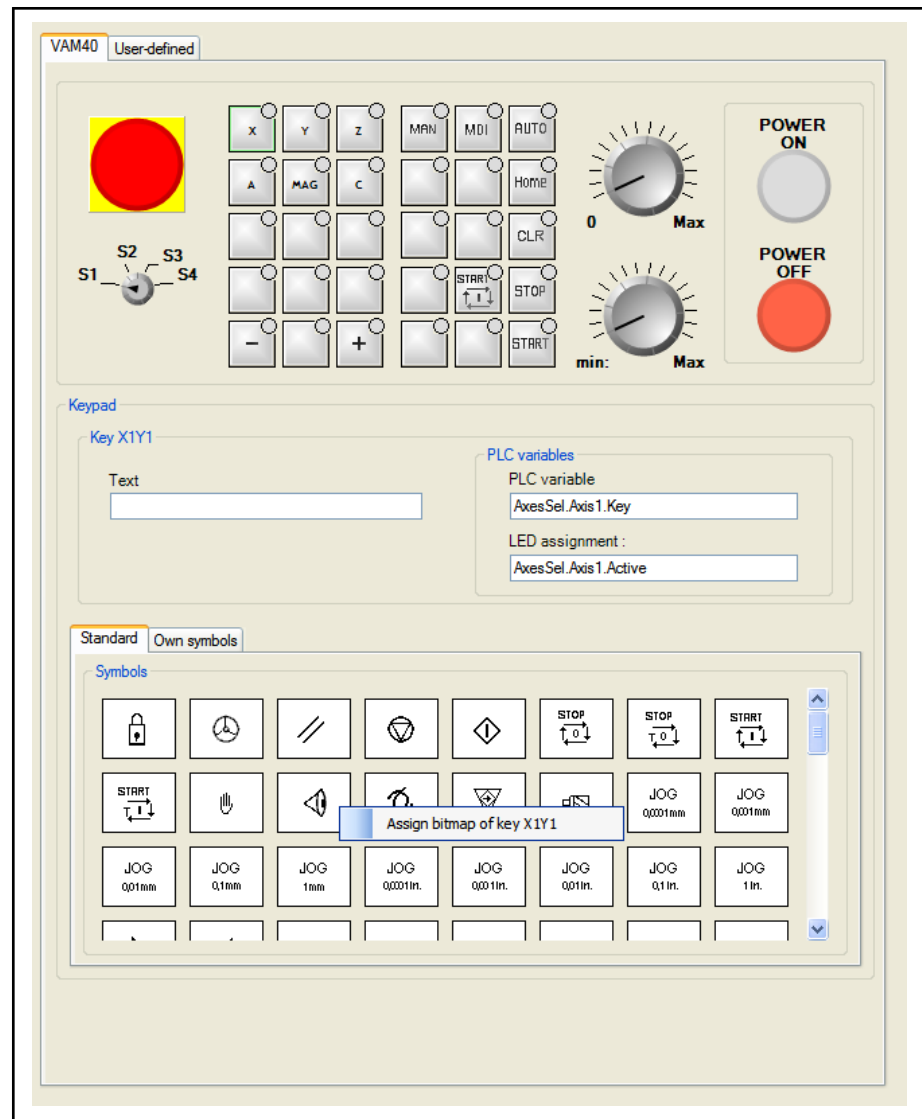 VAM40 User-defined
X Y Z MAN MDI AUTO
A MAG C Home
CLR
START STOP
- + START
S1 S2 S3 S4
0 Max
min: Max
POWER
ON
POWER
OFF
Keypad
Key X1Y1
Text
PLC variables
PLC variable
AxesSel.Axis1.Key
LED assignment :
AxesSel.Axis1.Active
Standard Own symbols
Symbols
STOP
0
STOP
T 0
START
I
START
T I
JOG
0,0001mm
JOG
0,001mm
Assign bitmap of key X1Y1
JOG
0,01mm
JOG
0,1mm
JOG
1mm
JOG
0,0001In.
JOG
0,001In.
JOG
0,01In.
JOG
0,1In.
JOG
1In.